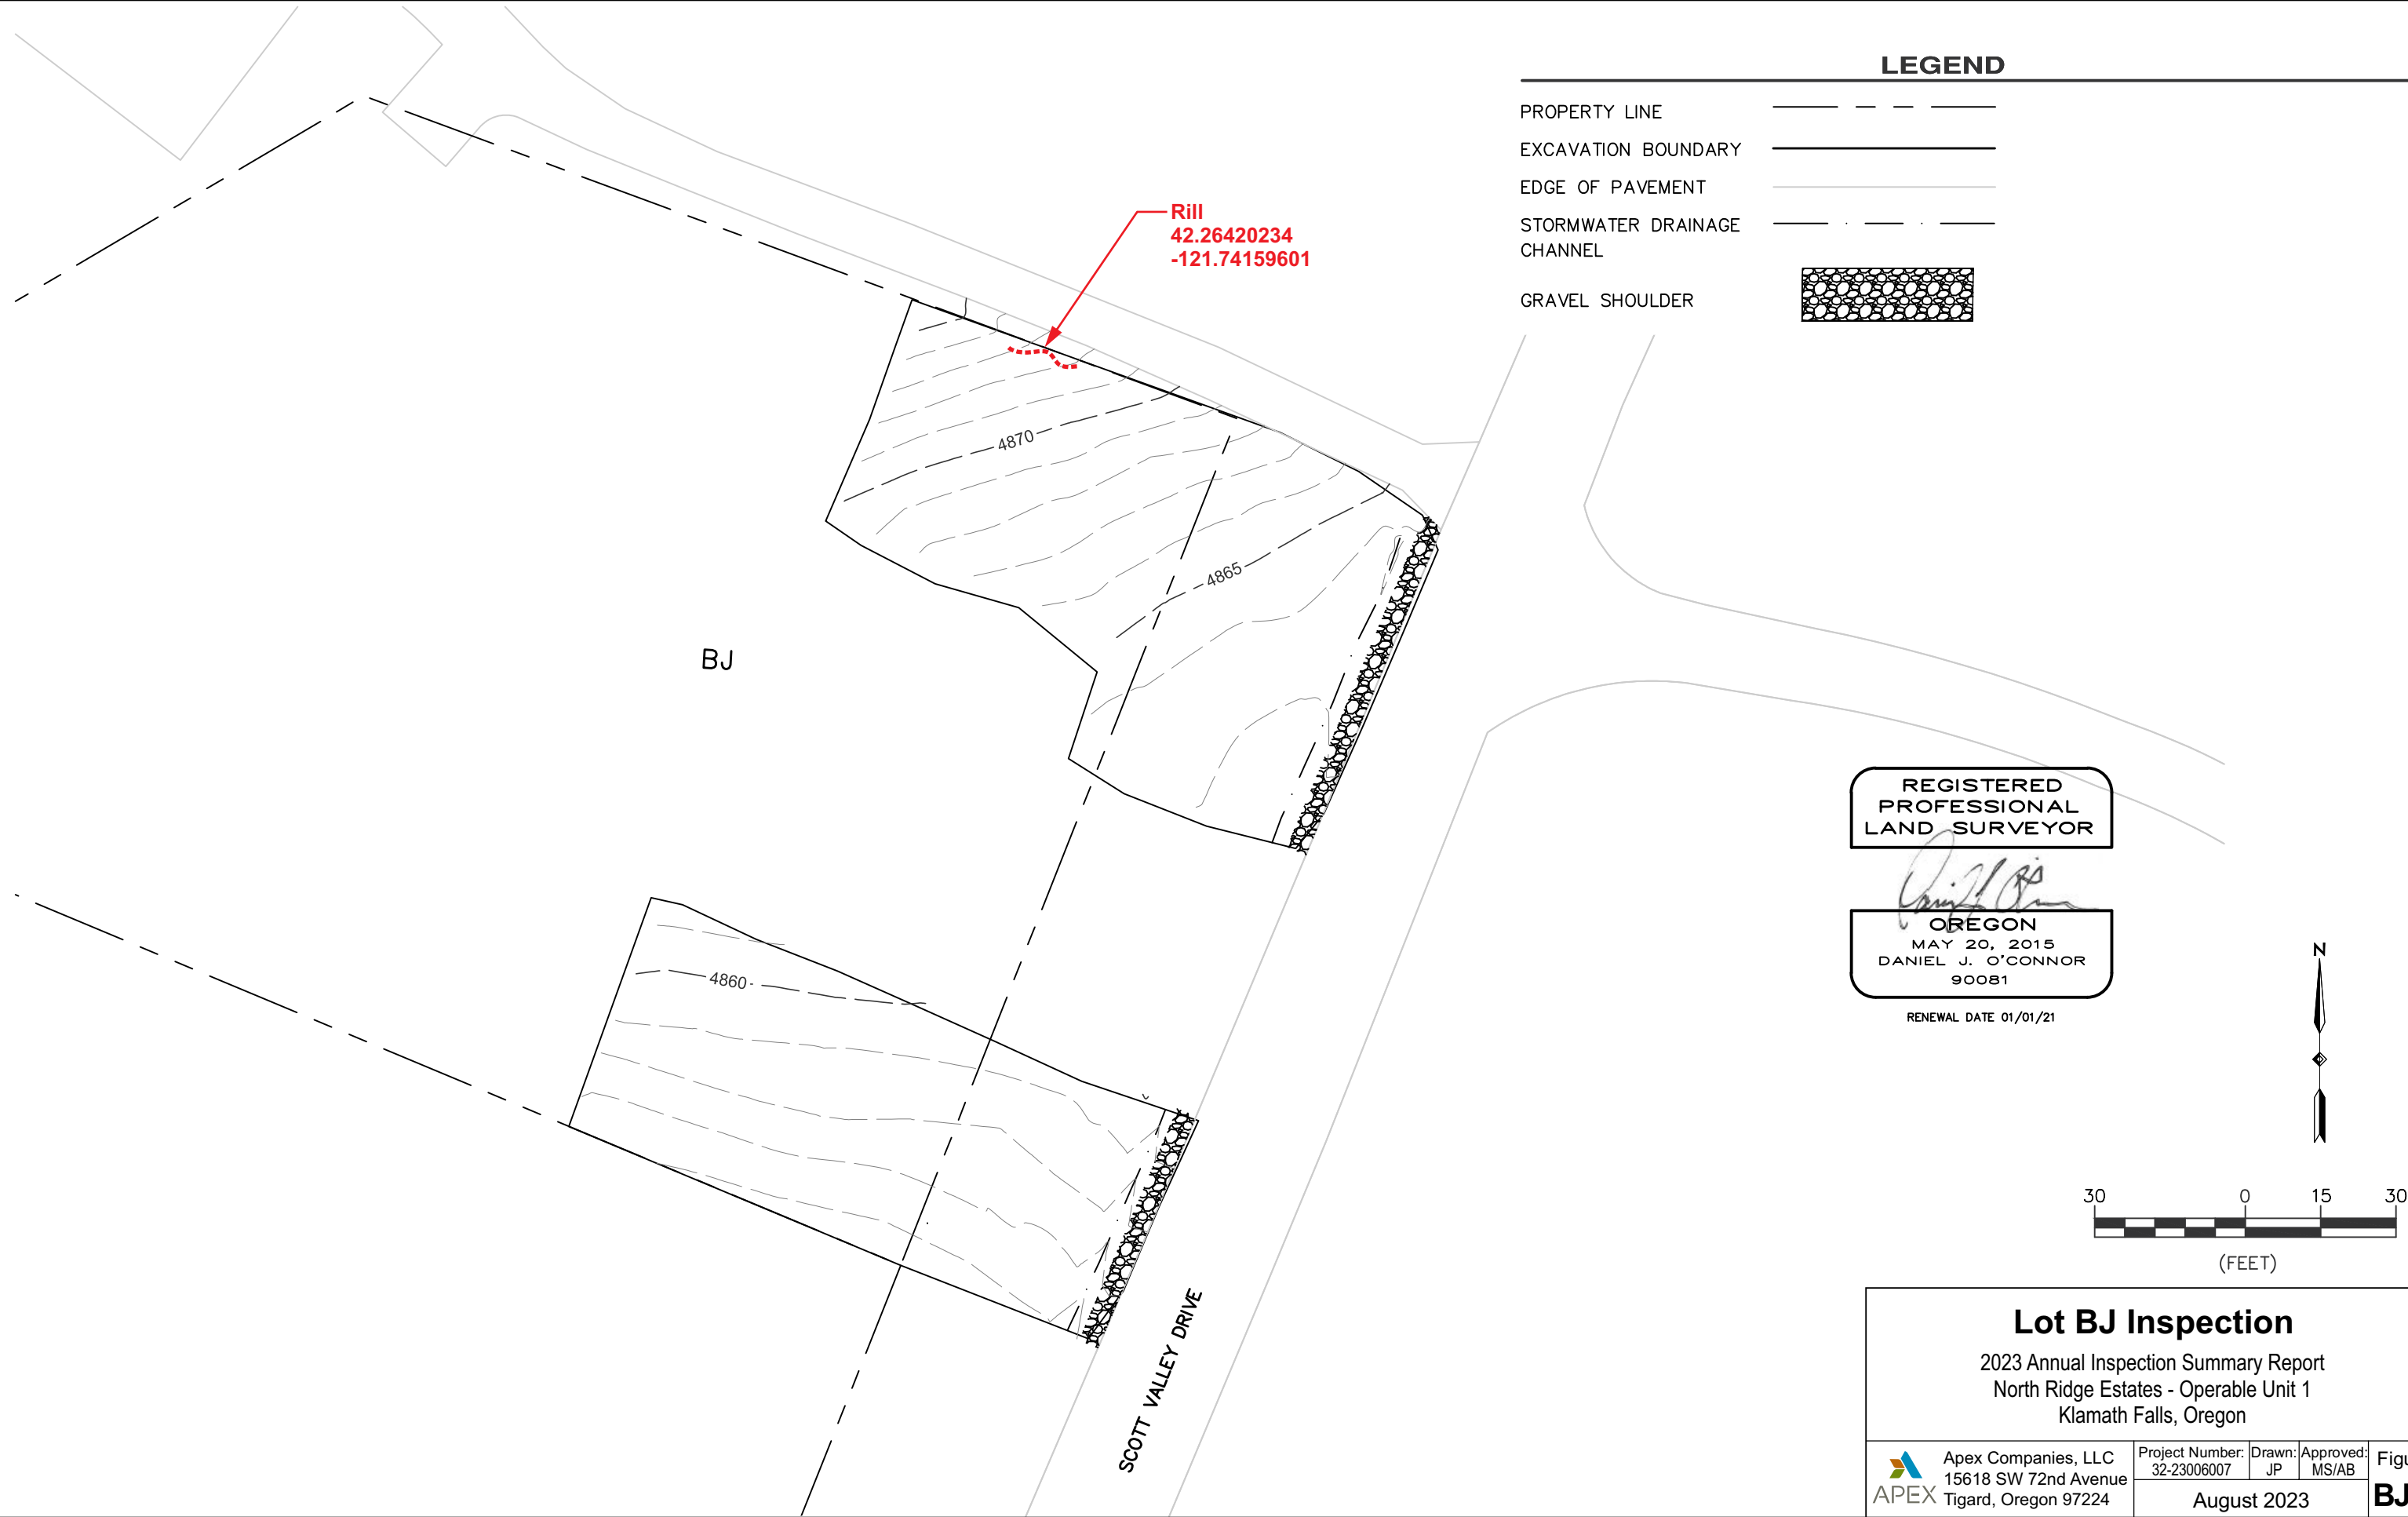 LEGEND
PROPERTY LINE
EXCAVATION BOUNDARY
EDGE OF PAVEMENT
STORMWATER DRAINAGE
CHANNEL
GRAVEL SHOULDER
Rill
42.26420234
-121.74159601
4870
4865
BJ
4860
SCOTT VALLEY DRIVE
REGISTERED
PROFESSIONAL
LAND SURVEYOR
OREGON
MAY 20, 2015
DANIEL J. O'CONNOR
90081
RENEWAL DATE 01/01/21
N
30 0 15 30
(FEET)
Lot BJ Inspection
2023 Annual Inspection Summary Report
North Ridge Estates - Operable Unit 1
Klamath Falls, Oregon
APEX
Apex Companies, LLC
15618 SW 72nd Avenue
Tigard, Oregon 97224
Project Number:
32-23006007
Drawn:
JP
Approved:
MS/AB
August 2023
BJ